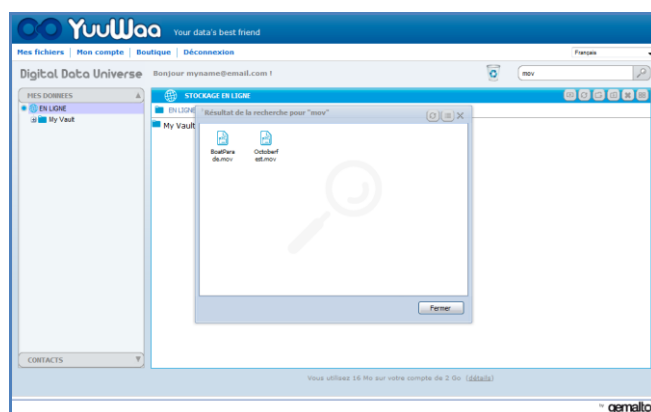 YuuWaa Your data's best friend
Mes fichiers Mon compte Boutique Déconnexion Français
Digital Data Universe Bonjour myname@email.com ! mov
MES DONNEES STOCKAGE EN LIGNE
EN LIGNE EN LIGNE "Résultat de la recherche pour "mov"
My Vault My Vault
BoatPara Octoberf
de.mov est.mov
Fermer
CONTACTS
Vous utilisez 16 Mo sur votre compte de 2 Go. (détails)
by gemalto